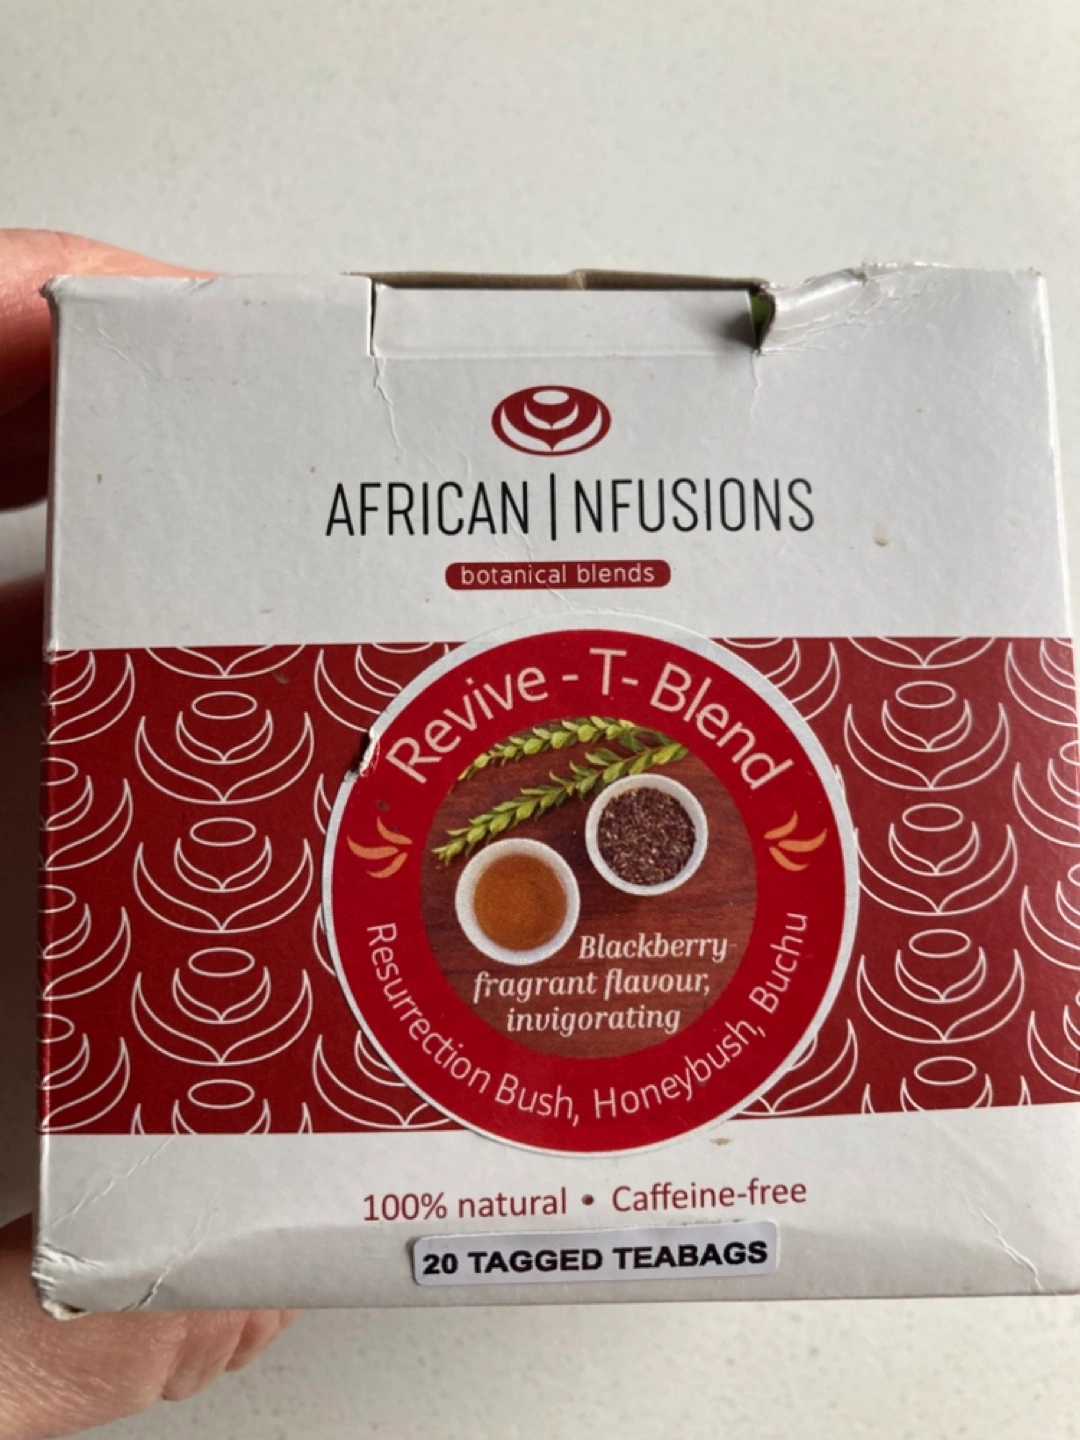 AFRICAN | NFUSIONS
botanical blends
Revive - T- Blend
Blackberry
fragrant flavour,
invigorating
Resurrection Bush, Honeybush, Buchu
100% natural • Caffeine-free
20 TAGGED TEABAGS